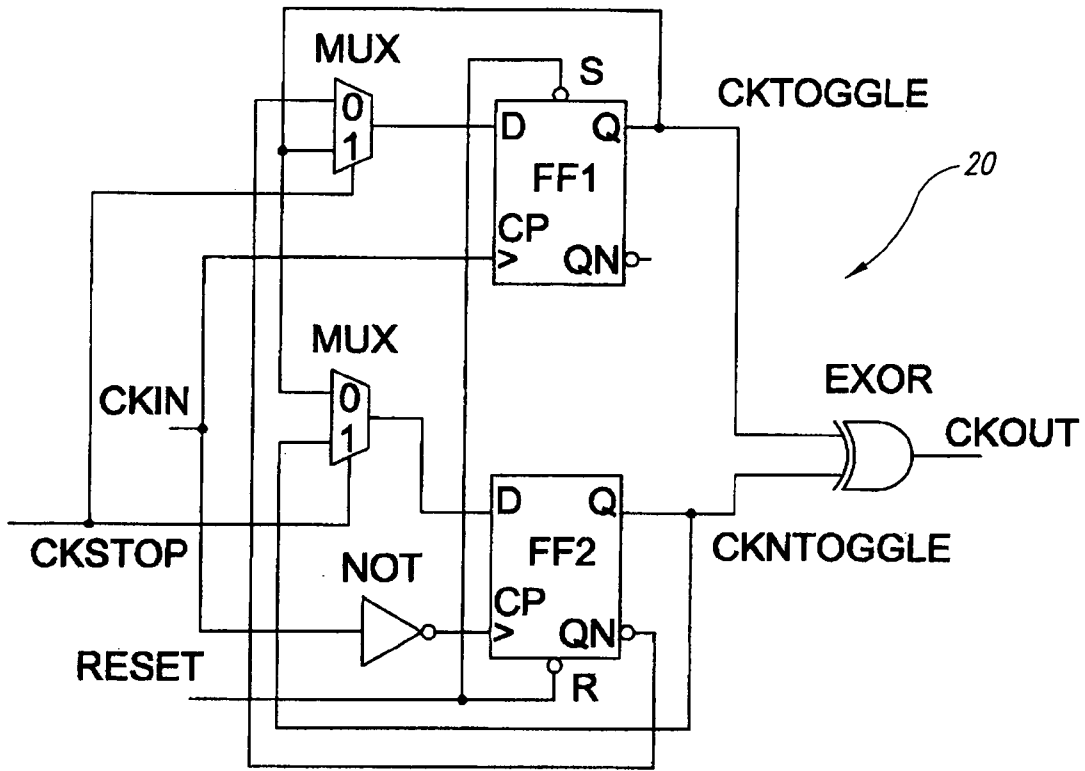 MUX
S
CKTOGGLE
0
1
D
Q
FF1
20
CP
>
QN
MUX
EXOR
CKIN
0
1
CKOUT
D
Q
CKSTOP
FF2
CKNTOGGLE
NOT
CP
>
QN
RESET
R